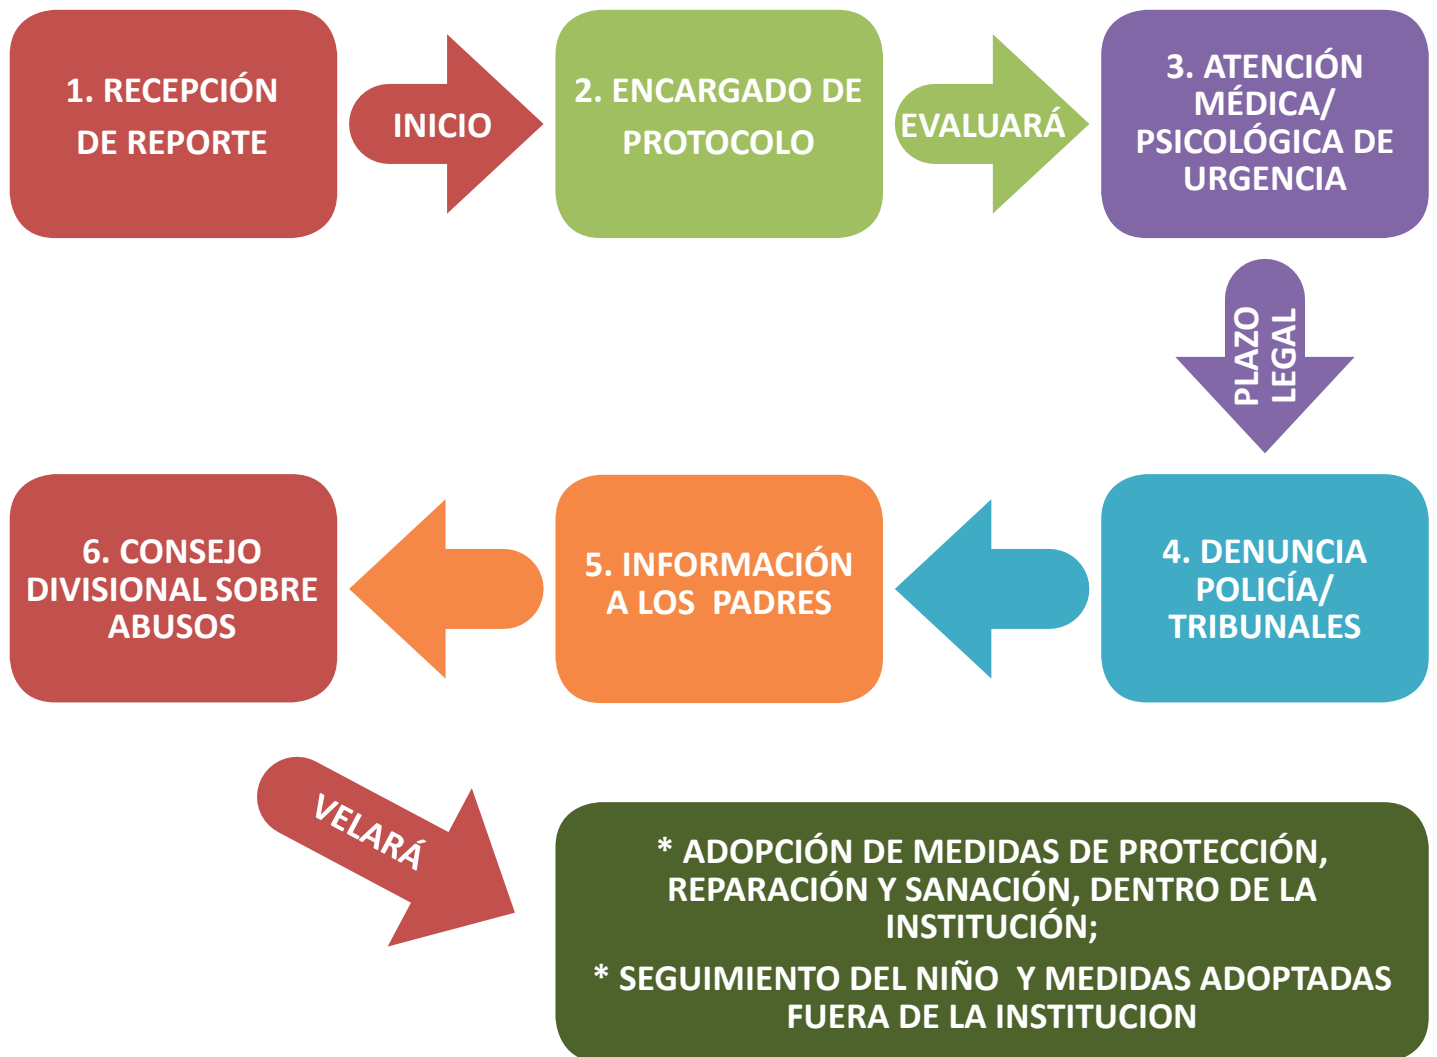 1. RECEPCIÓN
DE REPORTE
INICIO
2. ENCARGADO DE
PROTOCOLO
EVALUARÁ
3. ATENCIÓN
MÉDICA/
PSICOLÓGICA DE
URGENCIA
PLAZO
LEGAL
4. DENUNCIA
POLICÍA/
TRIBUNALES
5. INFORMACIÓN
A LOS PADRES
6. CONSEJO
DIVISIONAL SOBRE
ABUSOS
VELARÁ
* ADOPCIÓN DE MEDIDAS DE PROTECCIÓN,
REPARACIÓN Y SANACIÓN, DENTRO DE LA
INSTITUCIÓN;
* SEGUIMIENTO DEL NIÑO Y MEDIDAS ADOPTADAS
FUERA DE LA INSTITUCION